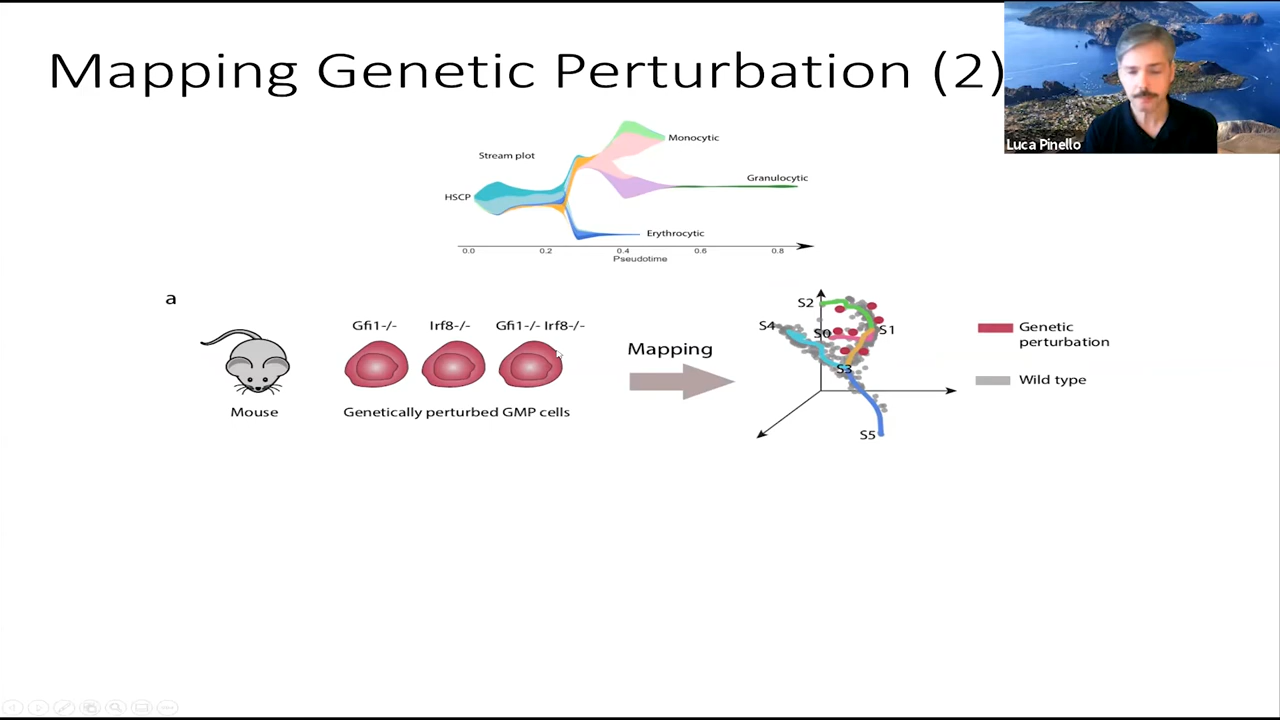 Mapping Genetic Perturbation (2)
Luca Pinello
Stream plot
Monocytic
Granulocytic
HSCP
Erythrocytic
0.0 0.2 0.4 0.6 0.8
Pseudotime
a
Gfi1-/- Irf8-/- Gfi1-/- Irf8-/-
Mouse
Genetically perturbed GMP cells
Mapping
S2
S4
S0
S1
S3
S5
Genetic
perturbation
Wild type